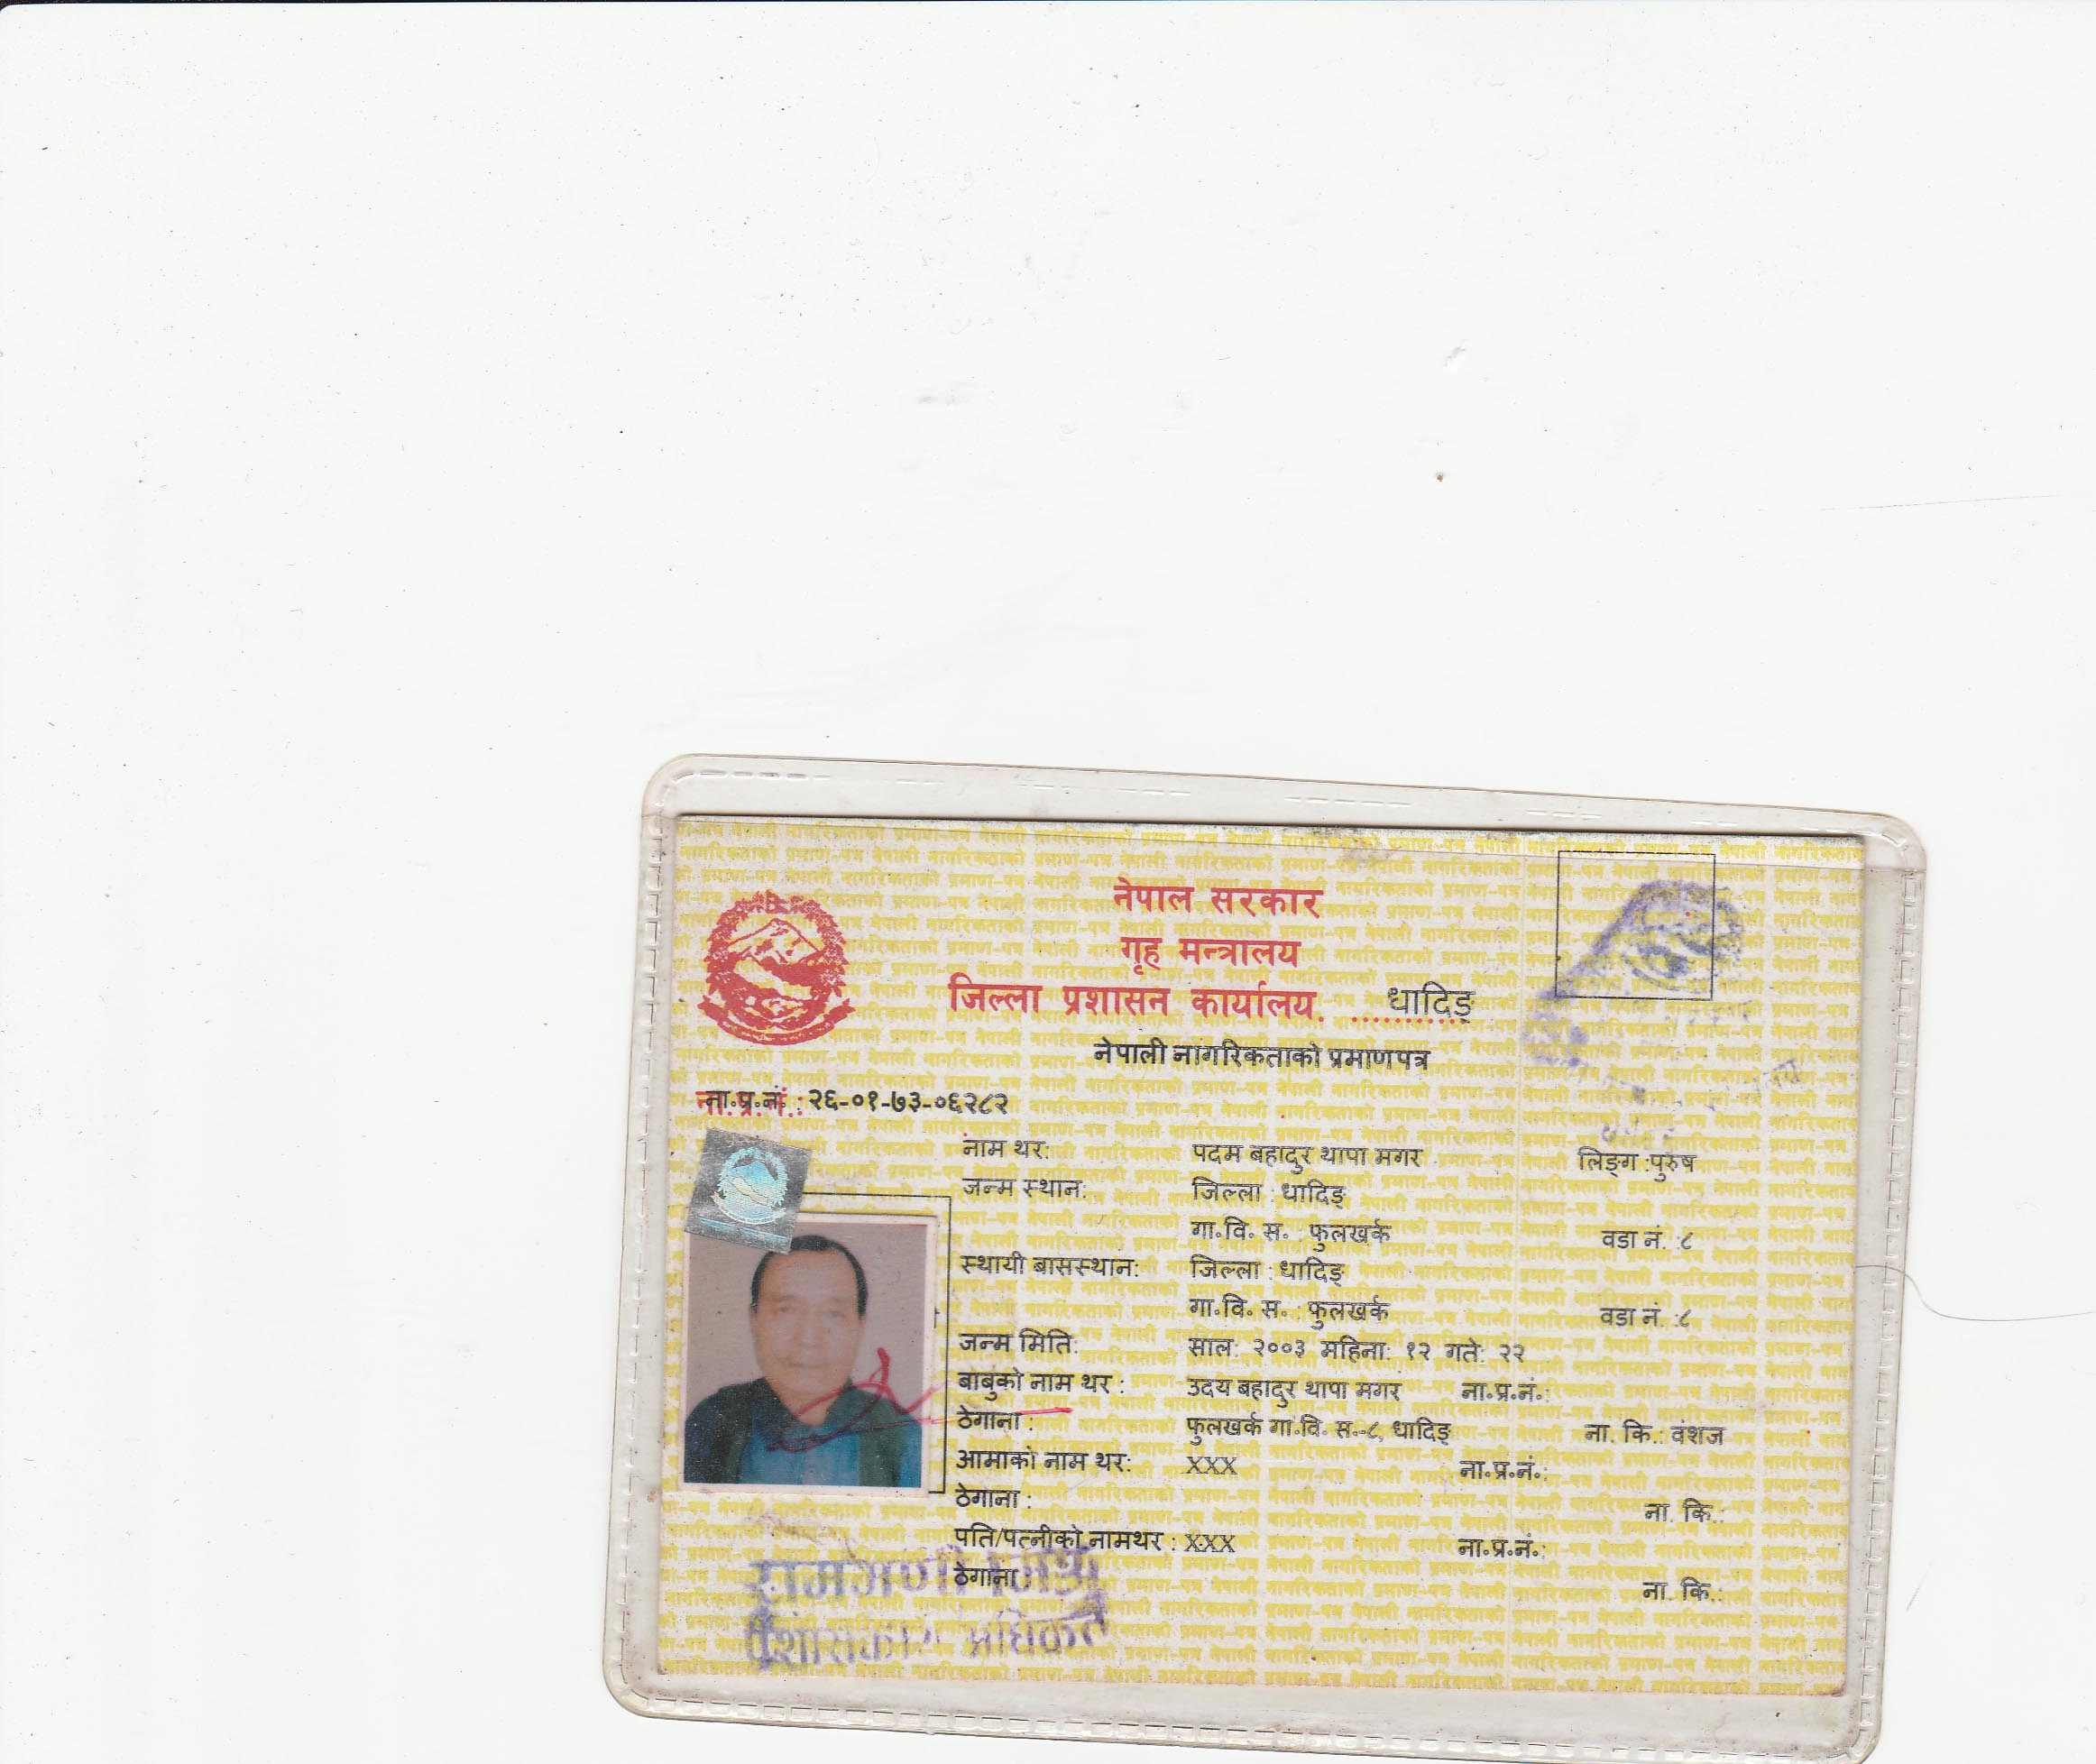 नेपाल सरकार
गृह मन्त्रालय
जिल्ला प्रशासन कार्यालय. ........... धादिङ्
नेपाली नागरिकताको प्रमाणपत्र
ना.प्र.नं. : २६-०१-७३-०६२८२
नाम थर: पदम बहादुर थापा मगर लिङ्ग :पुरुष
जन्म स्थान: जिल्ला : धादिङ्
गा.वि. स. : फुलखर्क वडा नं. :८
स्थायी बासस्थान: जिल्ला : धादिङ्
गा.वि. स. : फुलखर्क वडा नं. :८
जन्म मिति: साल: २००३ महिना: १२ गते: २२
बाबुको नाम थर : उदय बहादुर थापा मगर ना.प्र.नं.:
ठेगाना : फुलखर्क गा.वि. स.-८, धादिङ् ना. कि.: वंशज
आमाको नाम थर: XXX ना.प्र.नं.:
ठेगाना : ना. कि.:
पति/पत्नीको नामथर : XXX ना.प्र.नं.:
ठेगाना : ना. कि.: